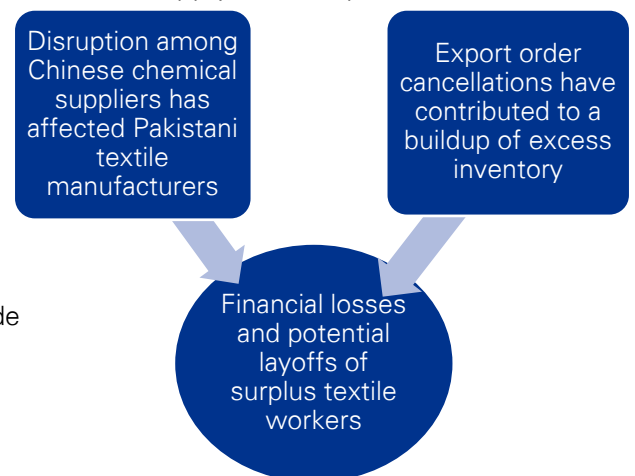 Disruption among
Chinese chemical
suppliers has
affected Pakistani
textile
manufacturers
Export order
cancellations have
contributed to a
buildup of excess
inventory
Financial losses
and potential
layoffs of
surplus textile
workers